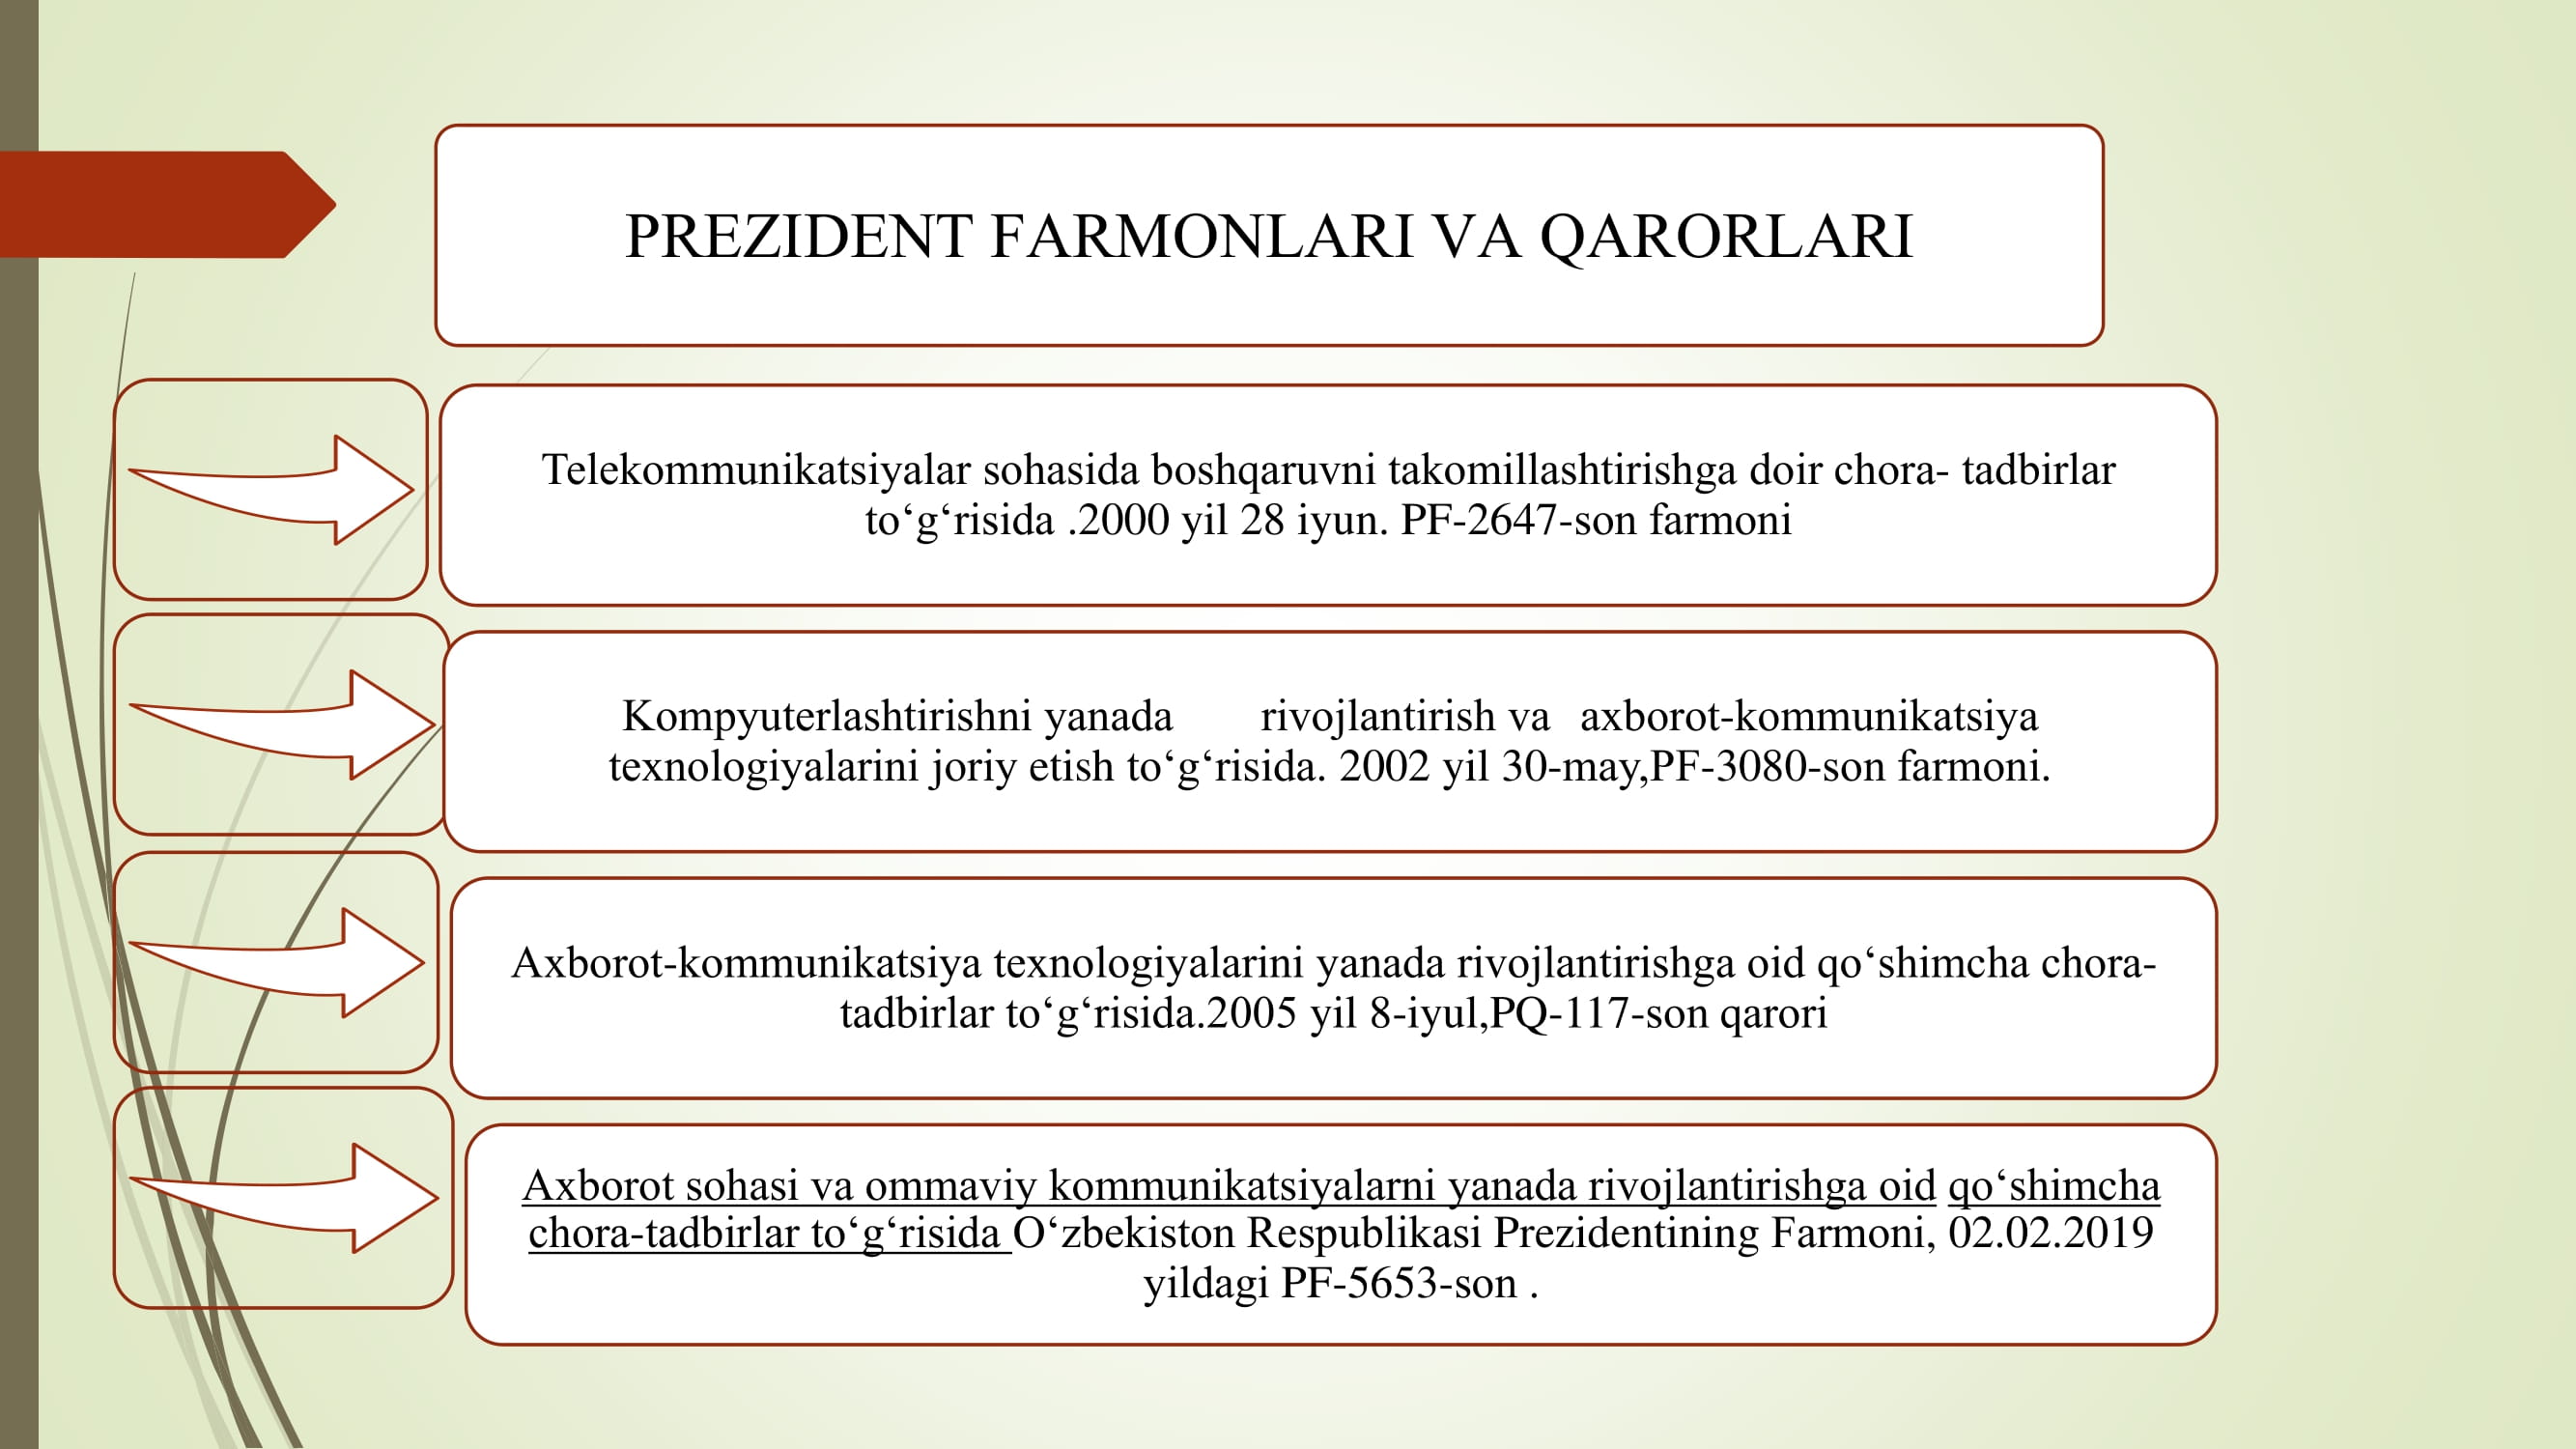 PREZIDENT FARMONLARI VA QARORLARI
Telekommunikatsiyalar sohasida boshqaruvni takomillashtirishga doir chora- tadbirlar
to‘g‘risida .2000 yil 28 iyun. PF-2647-son farmoni
Kompyuterlashtirishni yanada rivojlantirish va axborot-kommunikatsiya
texnologiyalarini joriy etish to‘g‘risida. 2002 yil 30-may,PF-3080-son farmoni.
Axborot-kommunikatsiya texnologiyalarini yanada rivojlantirishga oid qo‘shimcha chora-
tadbirlar to‘g‘risida.2005 yil 8-iyul,PQ-117-son qarori
Axborot sohasi va ommaviy kommunikatsiyalarni yanada rivojlantirishga oid qo‘shimcha
chora-tadbirlar to‘g‘risida O‘zbekiston Respublikasi Prezidentining Farmoni, 02.02.2019
yildagi PF-5653-son .